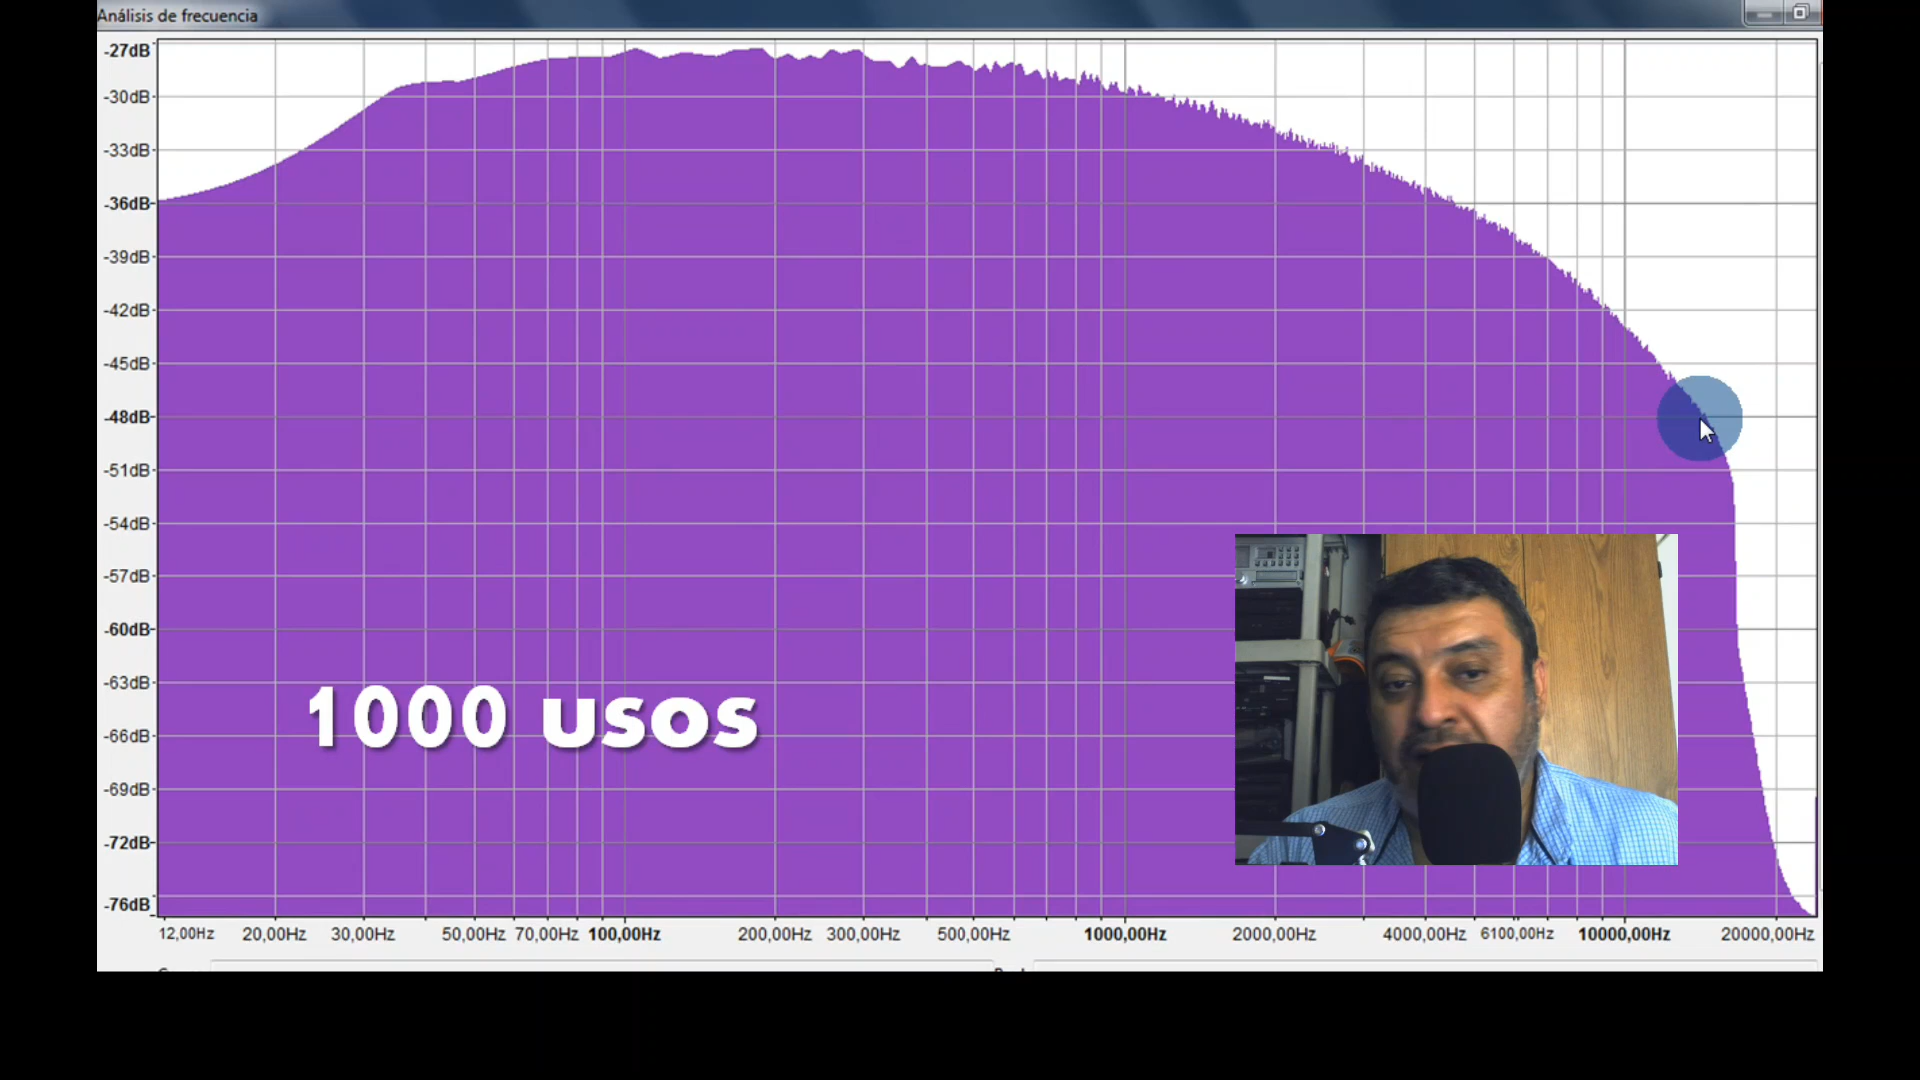 Análisis de frecuencia
-27dB
-30dB
-33dB
-36dB
-39dB
-42dB
-45dB
-48dB
-51dB
-54dB
-57dB
-60dB
-63dB
-66dB
-69dB
-72dB
-76dB
1000 usos
12,00Hz 20,00Hz 30,00Hz 50,00Hz 70,00Hz 100,00Hz 200,00Hz 300,00Hz 500,00Hz 1000,00Hz 2000,00Hz 4000,00Hz 6100,00Hz 10000,00Hz 20000,00Hz